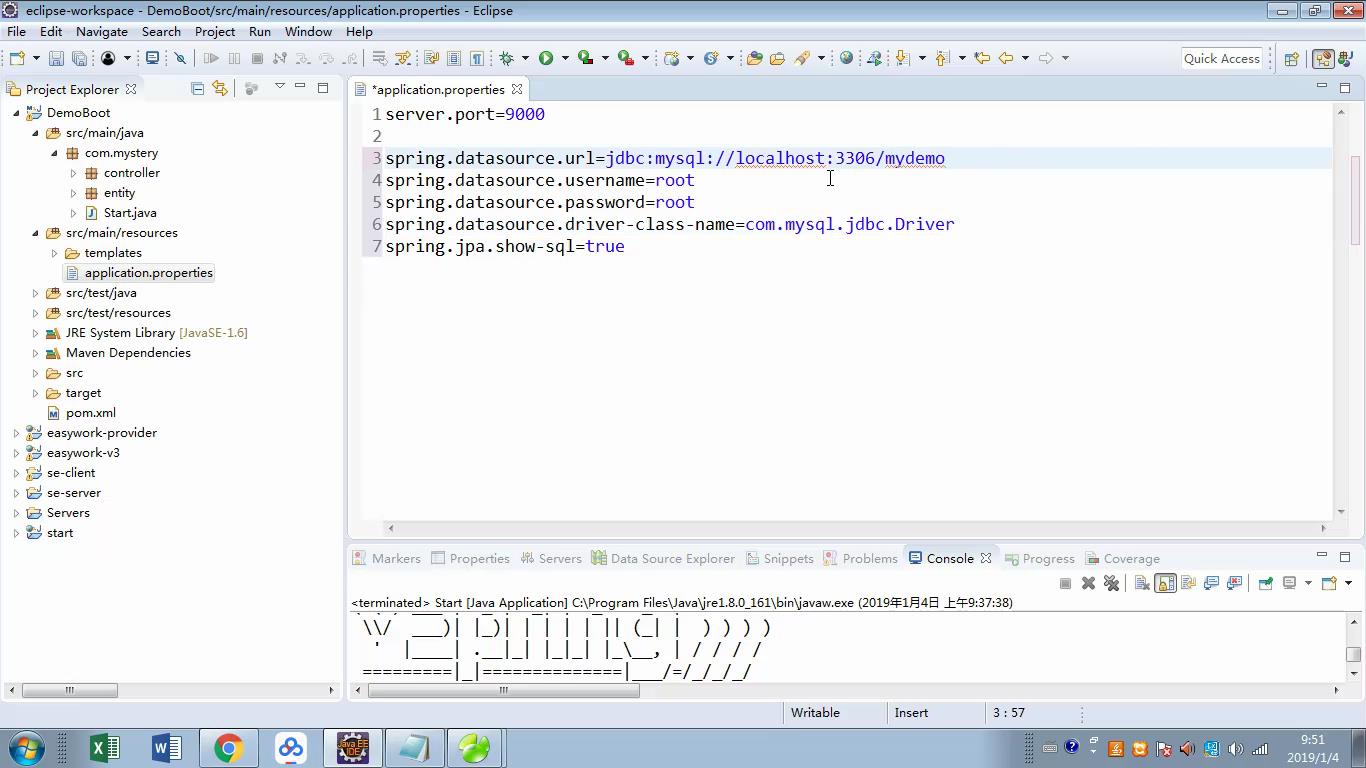 eclipse-workspace - DemoBoot/src/main/resources/application.properties - Eclipse
File Edit Navigate Search Project Run Window Help
Quick Access
Project Explorer
DemoBoot
src/main/java
com.mystery
controller
entity
Start.java
src/main/resources
templates
application.properties
src/test/java
src/test/resources
JRE System Library [JavaSE-1.6]
Maven Dependencies
src
target
pom.xml
easywork-provider
easywork-v3
se-client
se-server
Servers
start
*application.properties
1 server.port=9000
2
3 spring.datasource.url=jdbc:mysql://localhost:3306/mydemo
4 spring.datasource.username=root
5 spring.datasource.password=root
6 spring.datasource.driver-class-name=com.mysql.jdbc.Driver
7 spring.jpa.show-sql=true
Markers Properties Servers Data Source Explorer Snippets Problems Console Progress Coverage
<terminated> Start [Java Application] C:\Program Files\Java\jre1.8.0_161\bin\javaw.exe (2019年1月4日 上午9:37:38)
\\/  ___)| |_)| | | | | || (_| |  ) ) ) )
'  |____| .__|_| |_|_| |_\__, | / / / /
=========|_|==============|___/=/_/_/_/
Writable Insert 3 : 57
Java EE IDE
9:51
2019/1/4